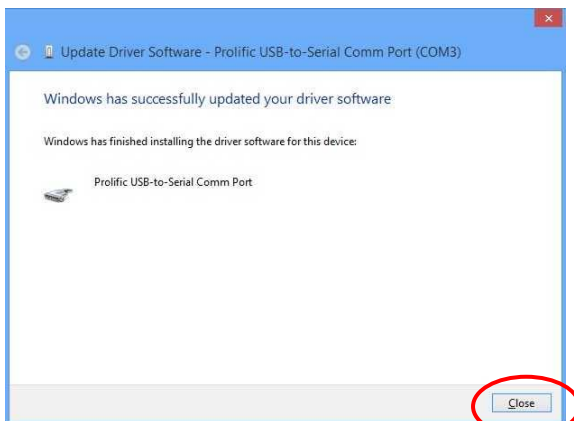 Update Driver Software - Prolific USB-to-Serial Comm Port (COM3)
Windows has successfully updated your driver software
Windows has finished installing the driver software for this device:
Prolific USB-to-Serial Comm Port
Close